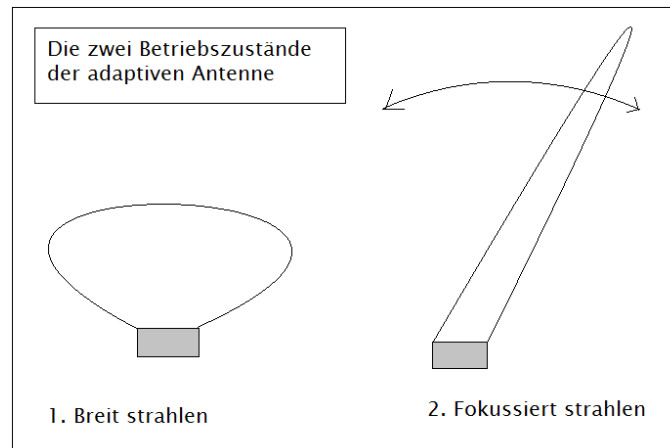 Die zwei Betriebszustände
der adaptiven Antenne
1. Breit strahlen
2. Fokussiert strahlen